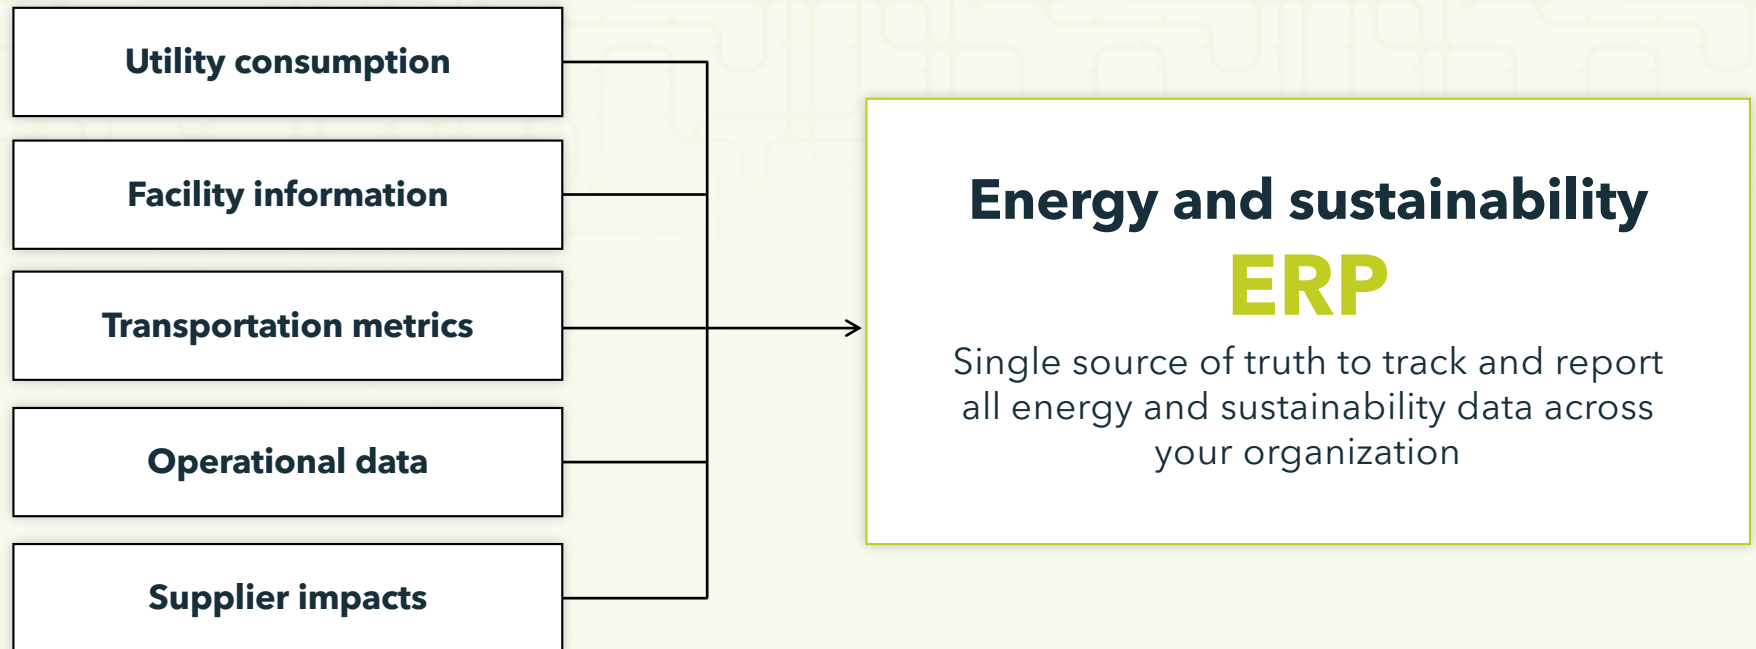 Utility consumption
Facility information
Transportation metrics
Operational data
Supplier impacts
Energy and sustainability
ERP
Single source of truth to track and report
all energy and sustainability data across
your organization